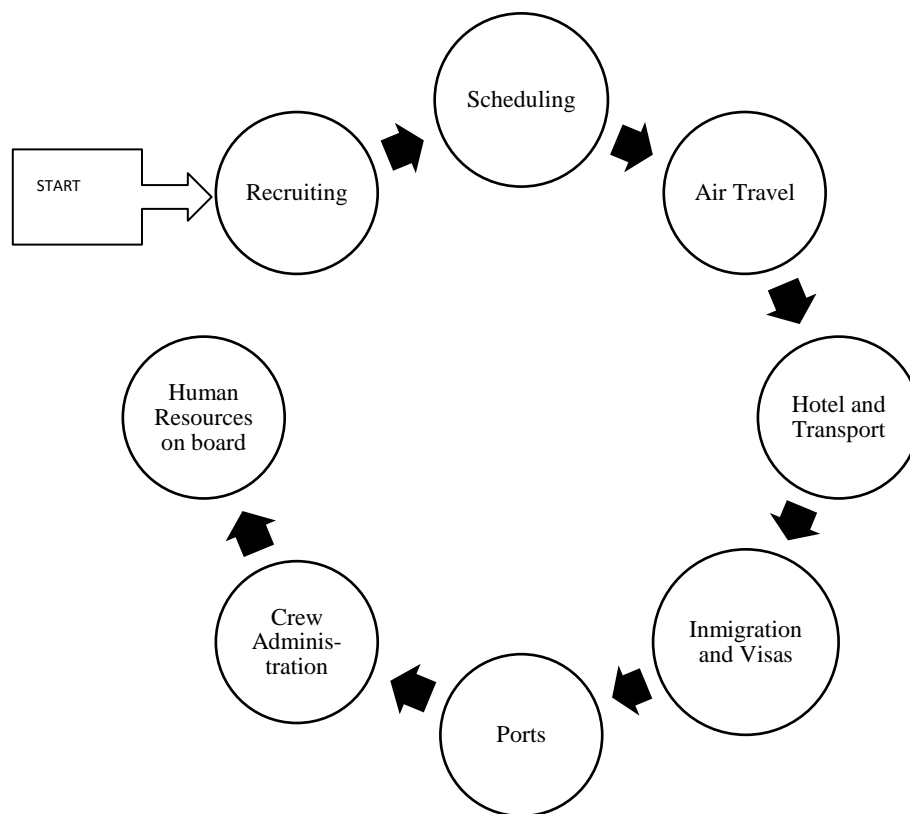 START
Recruiting
Scheduling
Air Travel
Hotel and
Transport
Inmigration
and Visas
Ports
Crew
Adminis-
tration
Human
Resources
on board